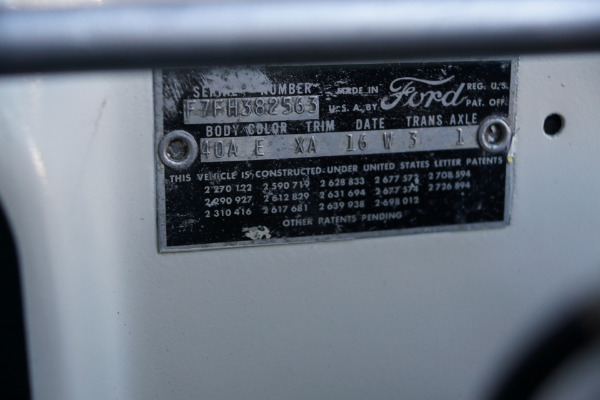 SERIAL NUMBER MADE IN Ford REG. U.S.
F7FH382563 U.S.A. BY PAT. OFF.
BODY COLOR TRIM DATE TRANS. AXLE
40A E XA 16 W 3 1
THIS VEHICLE IS CONSTRUCTED UNDER UNITED STATES LETTER PATENTS
2 270 122 2 590 719 2 628 833 2 677 572 2 708 894
2 290 927 2 612 829 2 631 694 2 677 574 2 726 894
2 310 416 2 617 681 2 639 938 2 698 012
OTHER PATENTS PENDING